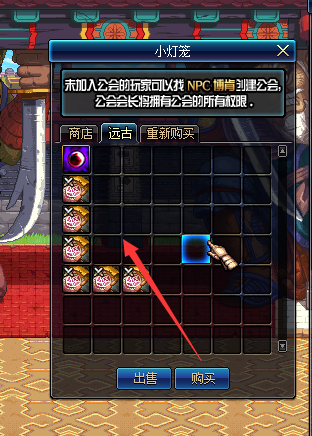 小灯笼
未加入公会的玩家可以找 NPC 博肯创建公会，
公会会长将拥有公会的所有权限 .
商店 远古 重新购买
出售 购买